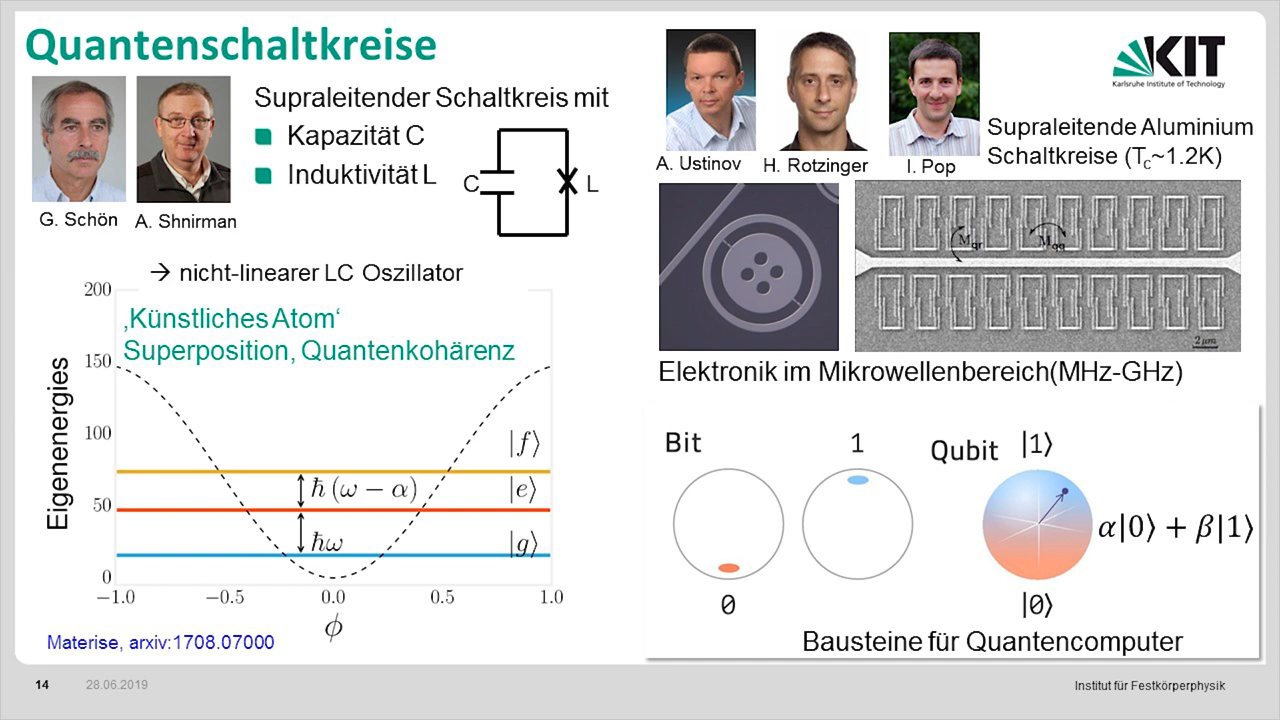 Quantenschaltkreise
G. Schön
A. Shnirman
Supraleitender Schaltkreis mit
Kapazität C
Induktivität L
C
L
→ nicht-linearer LC Oszillator
‚Künstliches Atom‘
Superposition, Quantenkohärenz
Eigenenergies
200
150
100
50
0
|f⟩
ħ (ω − α)
|e⟩
ħω
|g⟩
−1.0 −0.5 0.0 0.5 1.0
ϕ
Materise, arxiv:1708.07000
A. Ustinov
H. Rotzinger
I. Pop
KIT
Karlsruhe Institute of Technology
Supraleitende Aluminium
Schaltkreise (Tc~1.2K)
Mqr
Mqq
2 μm
Elektronik im Mikrowellenbereich(MHz-GHz)
Bit
1
0
Qubit
|1⟩
α|0⟩ + β|1⟩
|0⟩
Bausteine für Quantencomputer
14
28.06.2019
Institut für Festkörperphysik